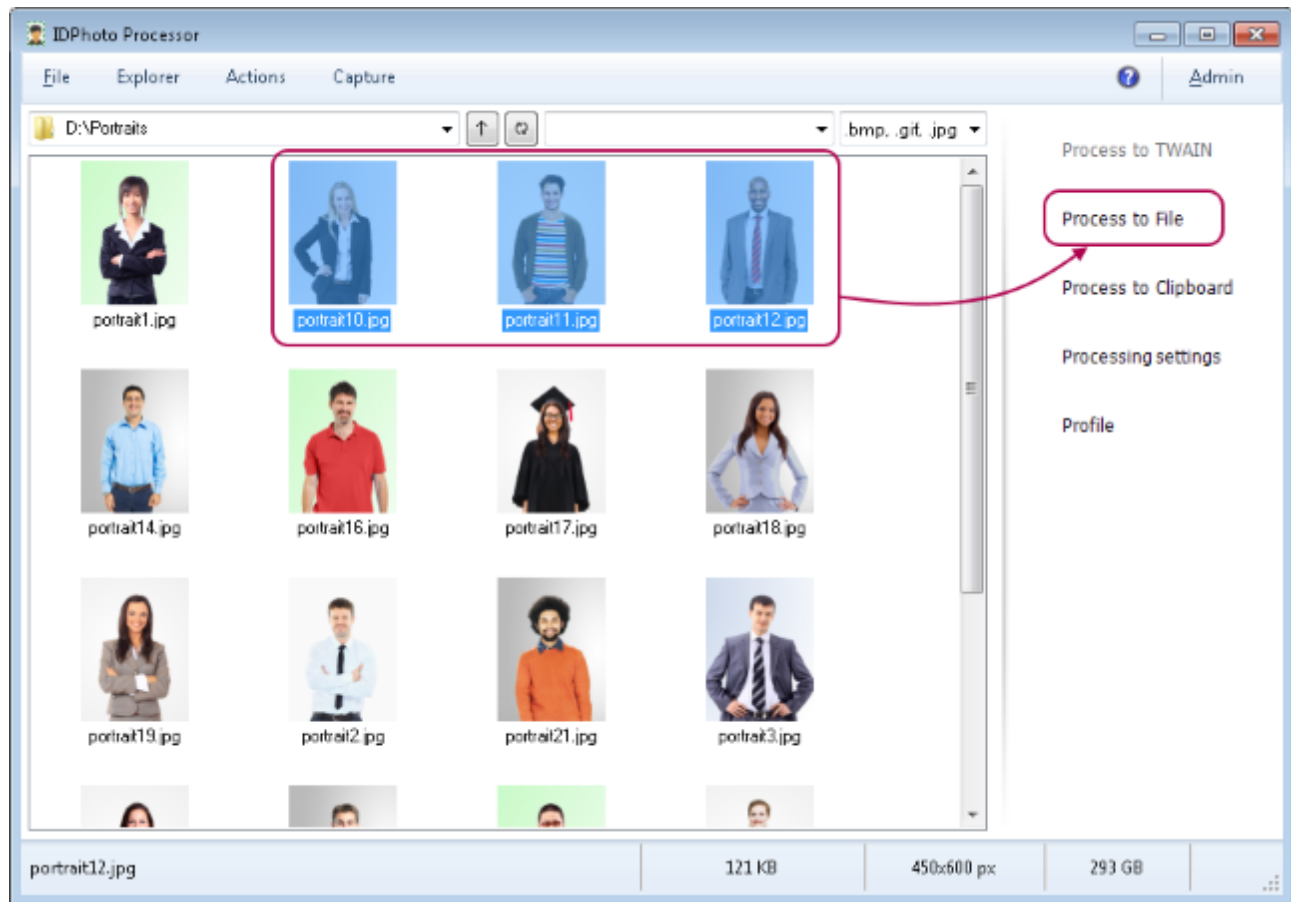 IDPhoto Processor
File Explorer Actions Capture Admin
D:\Portraits .bmp, .gif, .jpg
Process to TWAIN
Process to File
Process to Clipboard
Processing settings
Profile
portrait1.jpg portrait10.jpg portrait11.jpg portrait12.jpg
portrait14.jpg portrait16.jpg portrait17.jpg portrait18.jpg
portrait19.jpg portrait2.jpg portrait21.jpg portrait3.jpg
portrait12.jpg 121 KB 450x600 px 293 GB